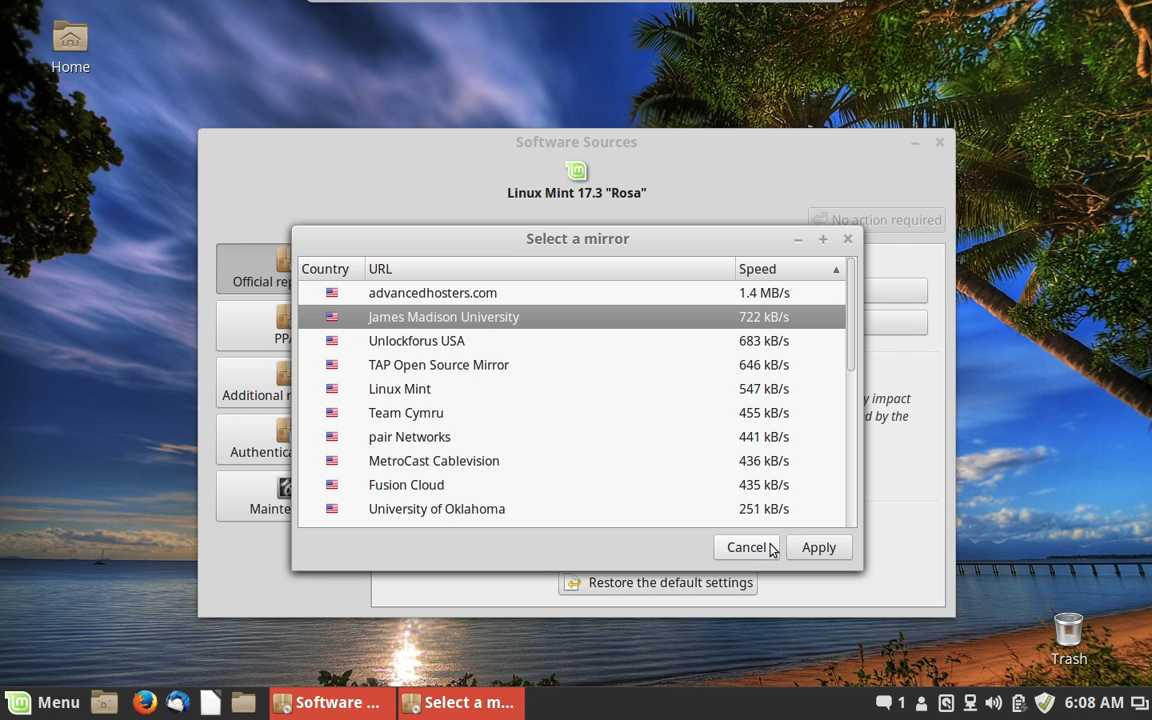 Home
Software Sources
Linux Mint 17.3 "Rosa"
No action required
Select a mirror
Country URL Speed
advancedhosters.com 1.4 MB/s
James Madison University 722 kB/s
Unlockforus USA 683 kB/s
TAP Open Source Mirror 646 kB/s
Linux Mint 547 kB/s
Team Cymru 455 kB/s
pair Networks 441 kB/s
MetroCast Cablevision 436 kB/s
Fusion Cloud 435 kB/s
University of Oklahoma 251 kB/s
Cancel Apply
Official
PP
Additional
impact
d by the
Restore the default settings
Trash
Menu
Software ...
Select a m...
1
6:08 AM